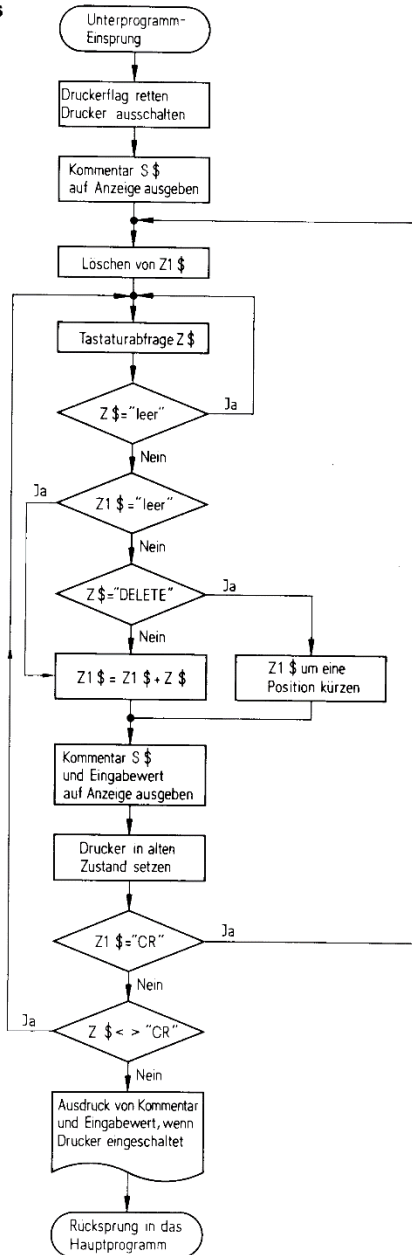 s
Unterprogramm-
Einsprung
Druckerflag retten
Drucker ausschalten
Kommentar S $
auf Anzeige ausgeben
Löschen von Z1 $
Tastaturabfrage Z $
Z $="leer"
Ja
Nein
Ja
Z1 $="leer"
Nein
Z $="DELETE"
Ja
Nein
Z1 $ = Z1 $ + Z $
Z1 $ um eine
Position kürzen
Kommentar S $
und Eingabewert
auf Anzeige ausgeben
Drucker in alten
Zustand setzen
Z1 $="CR"
Ja
Nein
Ja
Z $ < > "CR"
Nein
Ausdruck von Kommentar
und Eingabewert, wenn
Drucker eingeschaltet
Rücksprung in das
Hauptprogramm